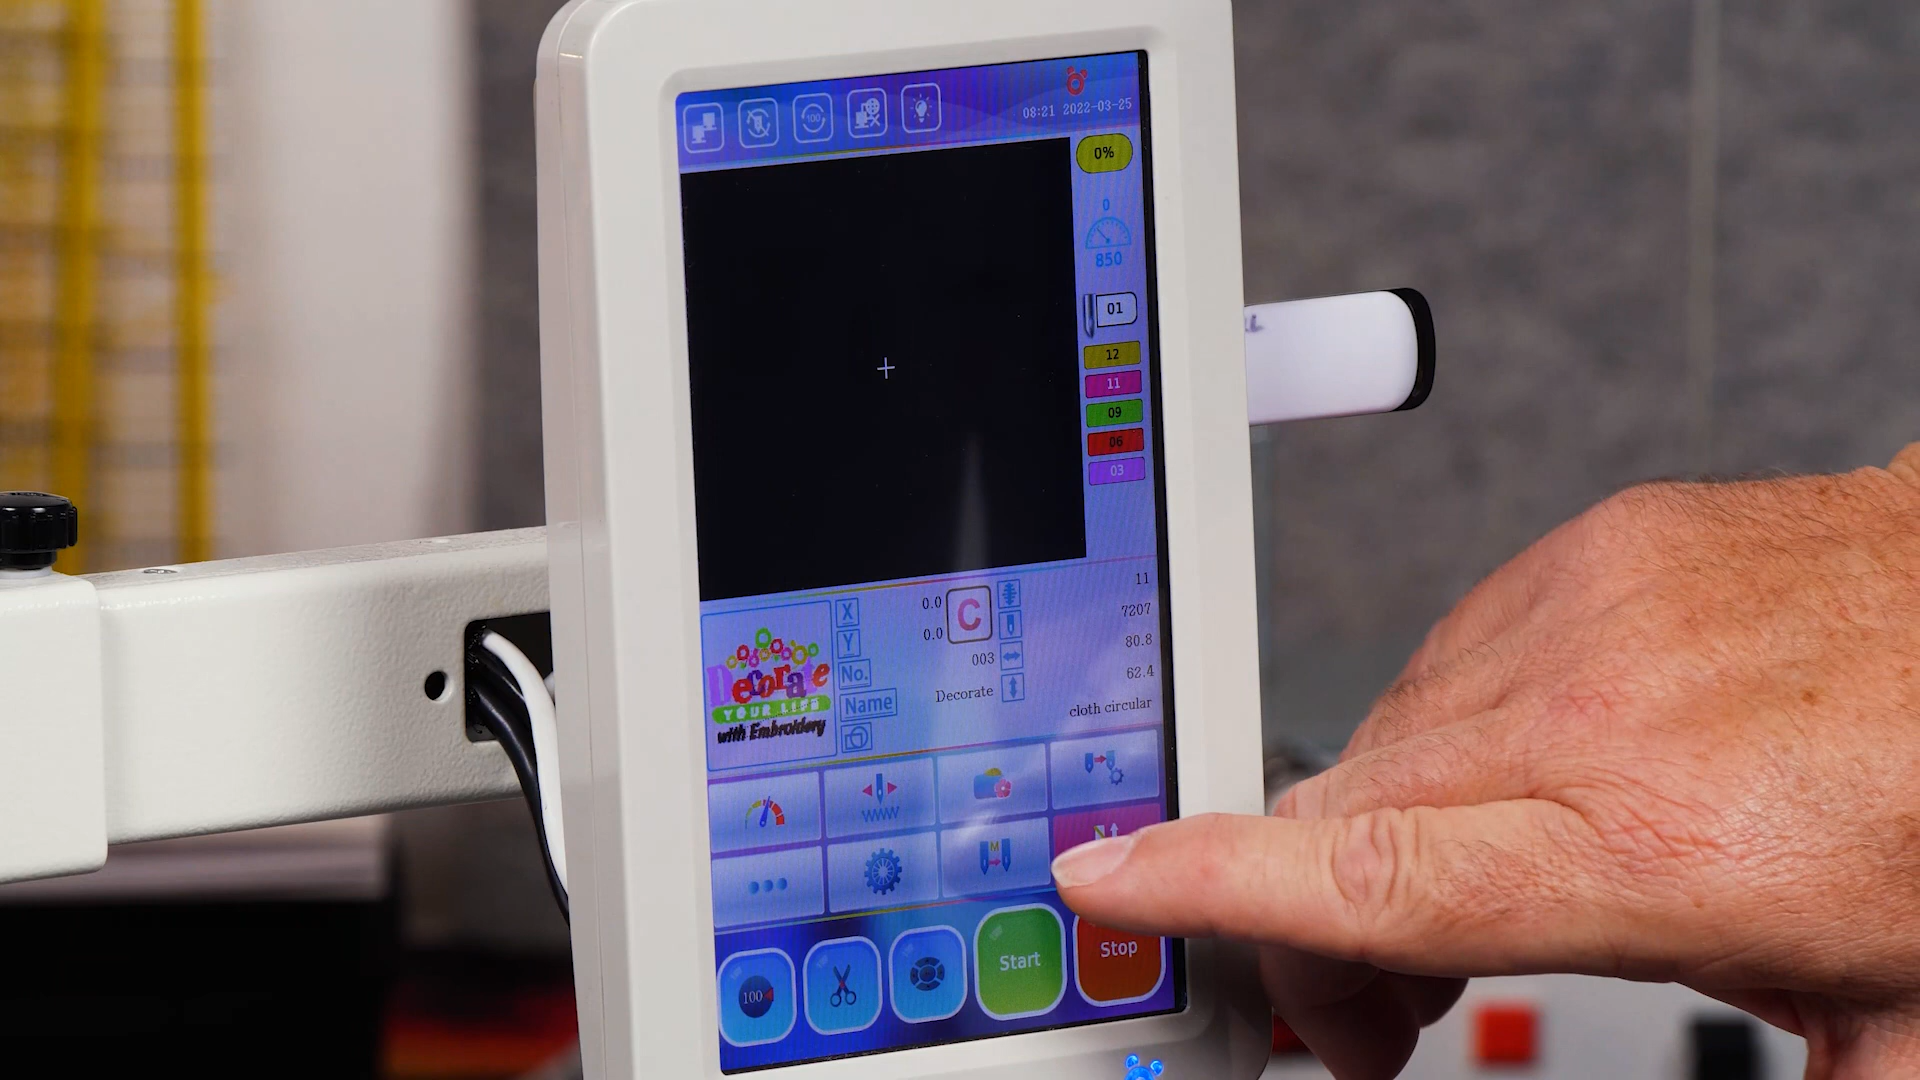 100
08:21 2022-03-25
0%
0
850
01
12
11
09
06
03
Decorate
YOUR LIFE
with Embroidery
X
0.0
C
11
Y
0.0
7207
No.
003
80.8
Name
Decorate
62.4
cloth circular
M
100
Start
Stop